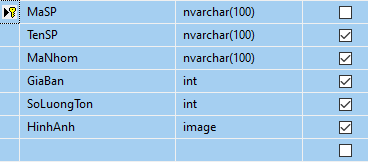 MaSP nvarchar(100)
TenSP nvarchar(100)
MaNhom nvarchar(100)
GiaBan int
SoLuongTon int
HinhAnh image